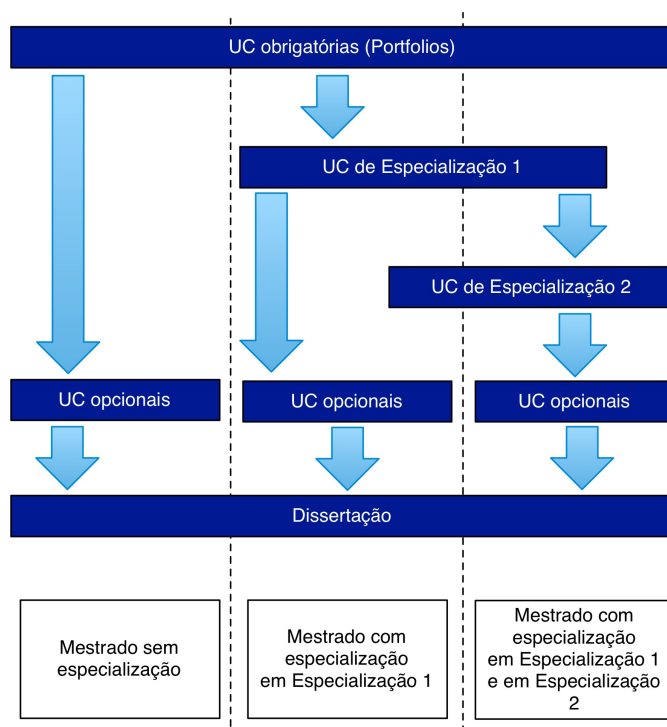 UC obrigatórias (Portfolios)
UC de Especialização 1
UC de Especialização 2
UC opcionais
UC opcionais
UC opcionais
Dissertação
Mestrado sem
especialização
Mestrado com
especialização
em Especialização 1
Mestrado com
especialização
em Especialização 1
e em Especialização
2